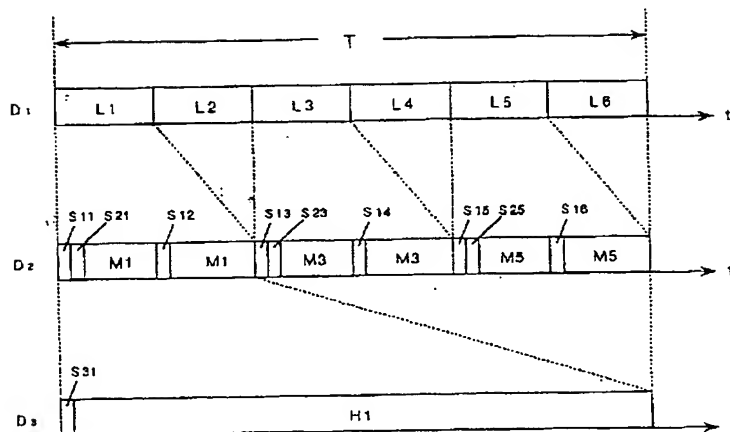 T
D1 L1 L2 L3 L4 L5 L6 t
S11 S21 S12 S13 S23 S14 S15 S25 S16
D2 M1 M1 M3 M3 M5 M5 t
S31
D3 H1